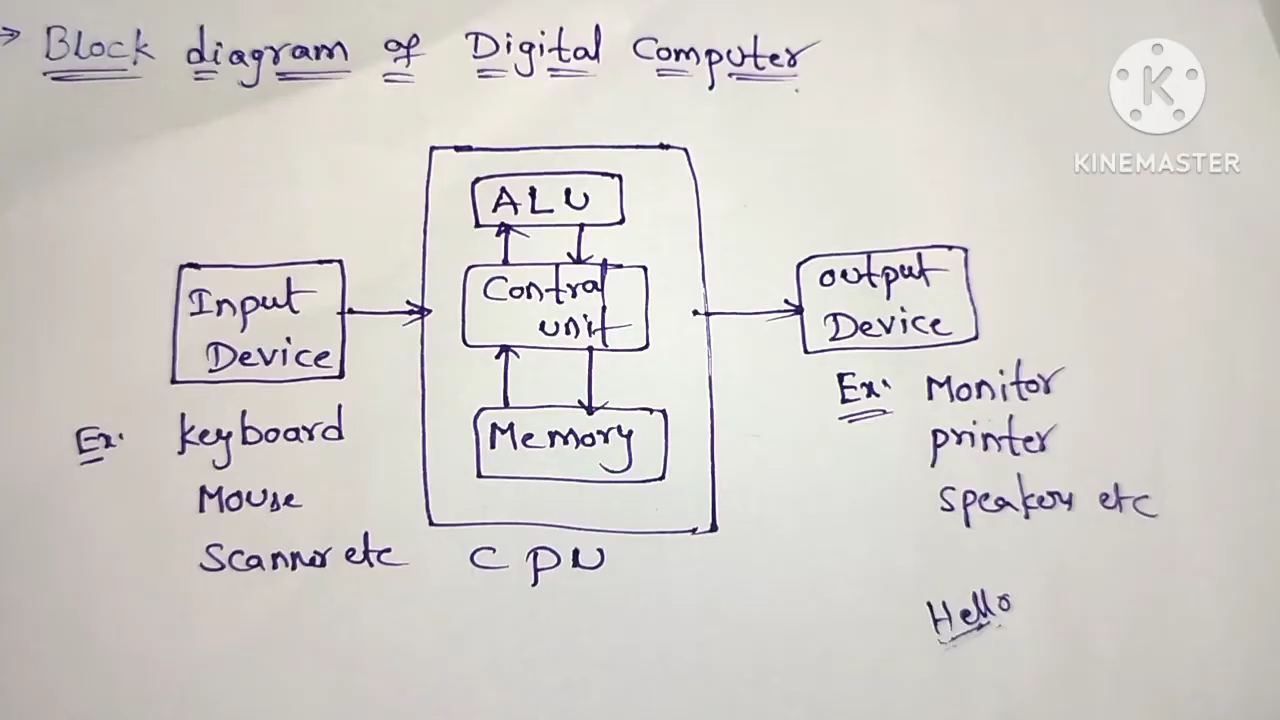 → Block diagram of Digital Computer
K
KINEMASTER
ALU
Control
unit
Memory
CPU
Input
Device
Ex: Keyboard
Mouse
Scanner etc
output
Device
Ex: Monitor
printer
Speakers etc
Hello